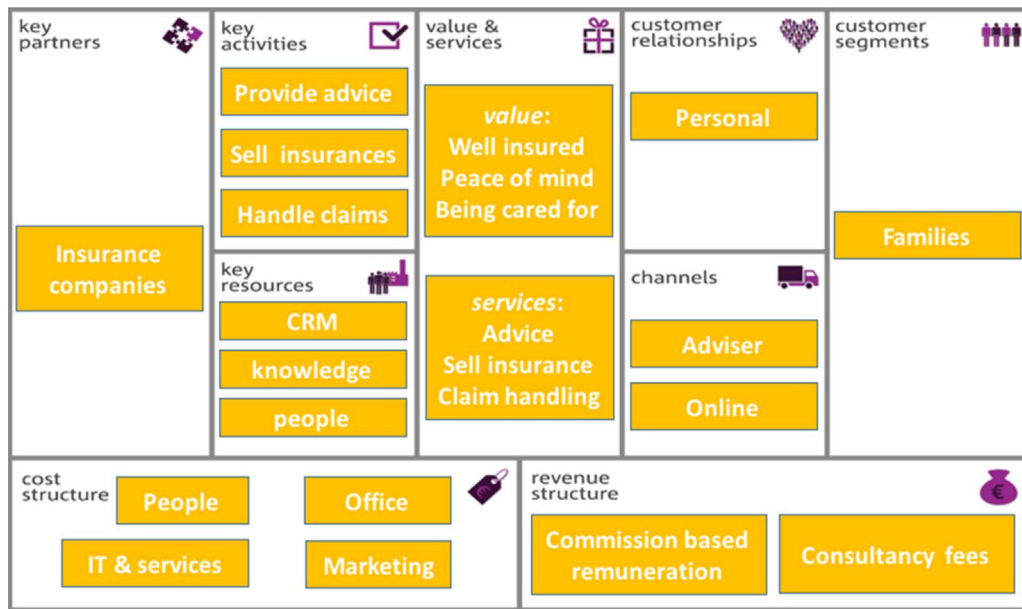 key
partners
Insurance
companies
key
activities
Provide advice
Sell insurances
Handle claims
key
resources
CRM
knowledge
people
value &
services
value:
Well insured
Peace of mind
Being cared for
services:
Advice
Sell insurance
Claim handling
customer
relationships
Personal
channels
Adviser
Online
customer
segments
Families
cost
structure
People
Office
IT & services
Marketing
revenue
structure
€
Commission based
remuneration
Consultancy fees